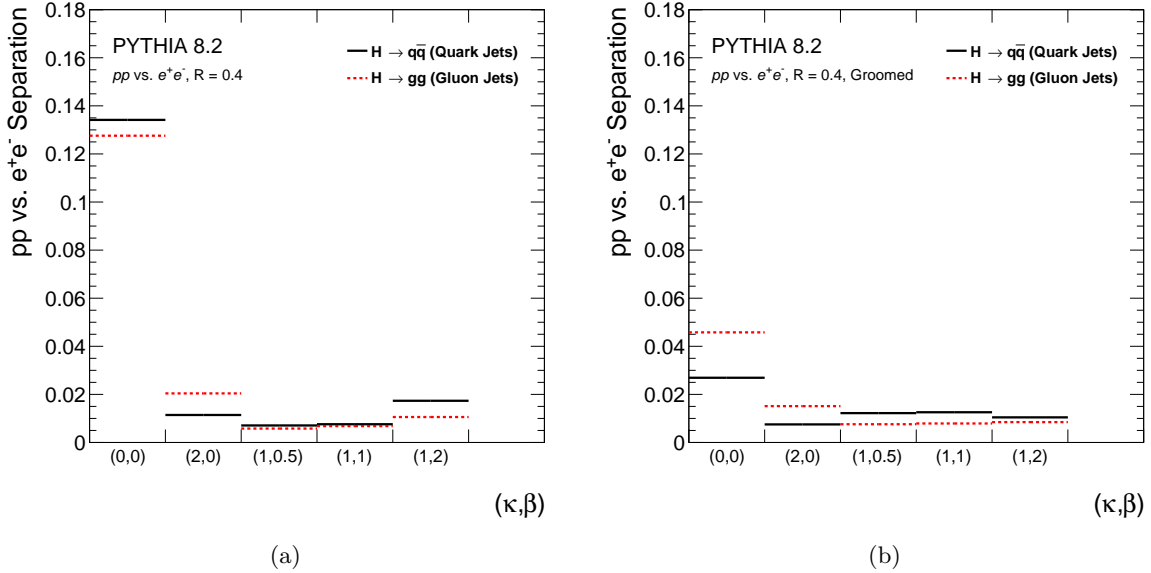 pp vs. e⁺e⁻ Separation
0.18
0.16
0.14
0.12
0.1
0.08
0.06
0.04
0.02
0
PYTHIA 8.2
pp vs. e⁺e⁻, R = 0.4
H → qq̅ (Quark Jets)
H → gg (Gluon Jets)
(0,0) (2,0) (1,0.5) (1,1) (1,2)
(κ,β)
(a)
pp vs. e⁺e⁻ Separation
0.18
0.16
0.14
0.12
0.1
0.08
0.06
0.04
0.02
0
PYTHIA 8.2
pp vs. e⁺e⁻, R = 0.4, Groomed
H → qq̅ (Quark Jets)
H → gg (Gluon Jets)
(0,0) (2,0) (1,0.5) (1,1) (1,2)
(κ,β)
(b)